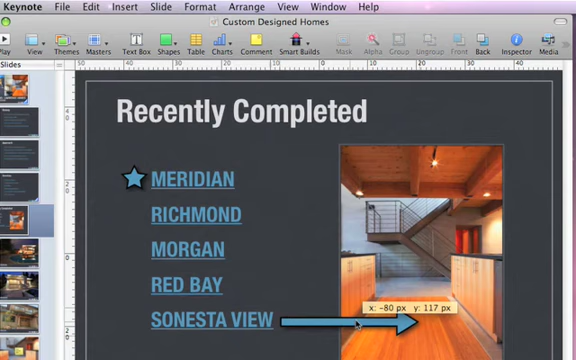 Keynote File Edit Insert Slide Format Arrange View Window Share
Custom Designed Homes
Play View Themes Masters Text Box Shapes Table Charts Comment Smart Builds Mask Alpha Group Ungroup Front Back Inspector Media
Slides
Recently Completed
MERIDIAN
RICHMOND
MORGAN
RED BAY
x: -80 px y: 117 px
SONESTA VIEW